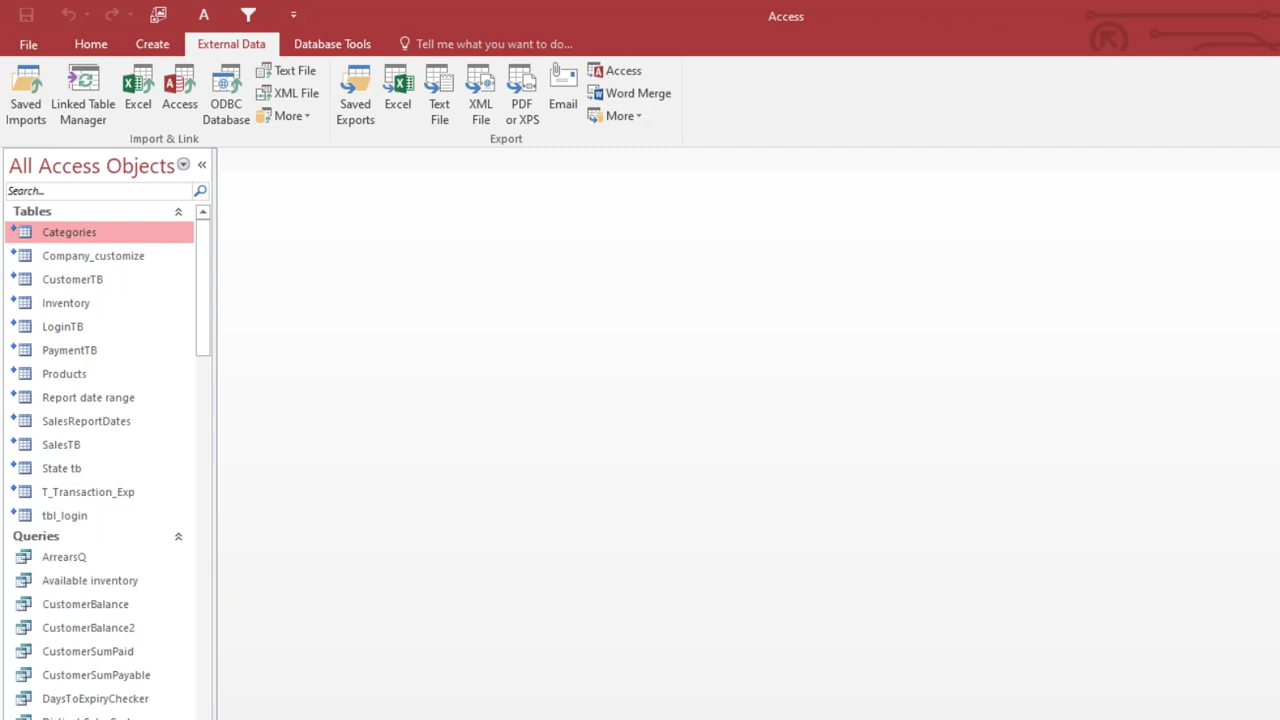 Access
File Home Create External Data Database Tools Tell me what you want to do...
Saved Imports
Linked Table Manager
Excel
Access
ODBC Database
Text File
XML File
More
Import & Link
Saved Exports
Excel
Text File
XML File
PDF or XPS
Email
Access
Word Merge
More
Export
All Access Objects
Search...
Tables
Categories
Company_customize
CustomerTB
Inventory
LoginTB
PaymentTB
Products
Report date range
SalesReportDates
SalesTB
State tb
T_Transaction_Exp
tbl_login
Queries
ArrearsQ
Available inventory
CustomerBalance
CustomerBalance2
CustomerSumPaid
CustomerSumPayable
DaysToExpiryChecker